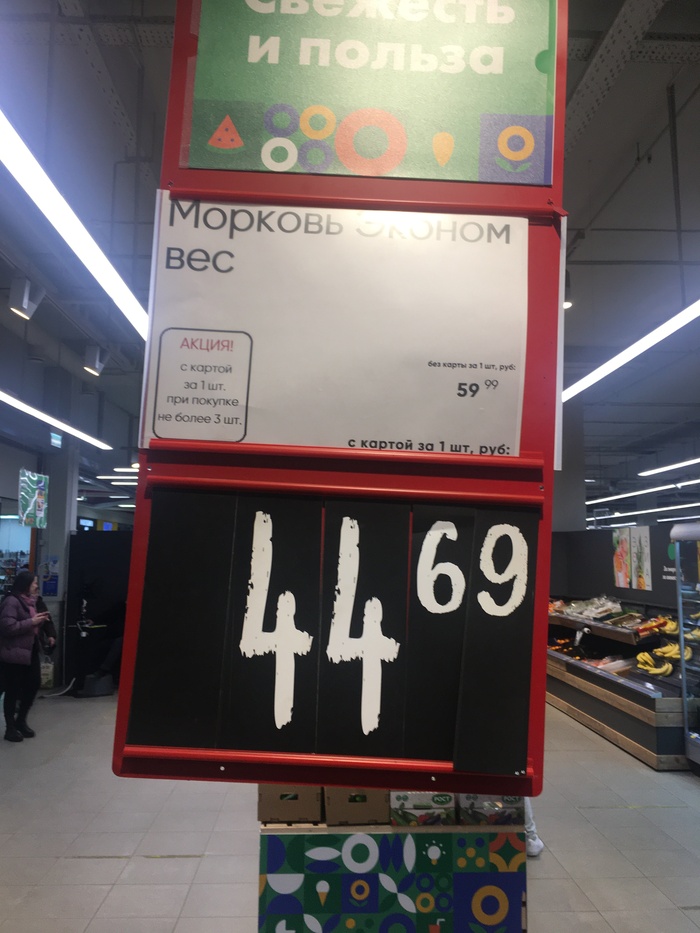 Свежесть
и польза
Морковь Эконом
вес
АКЦИЯ!
с картой
за 1 шт.
при покупке
не более 3 шт.
без карты за 1 шт, руб:
59 99
с картой за 1 шт, руб:
44 69
РОСТ